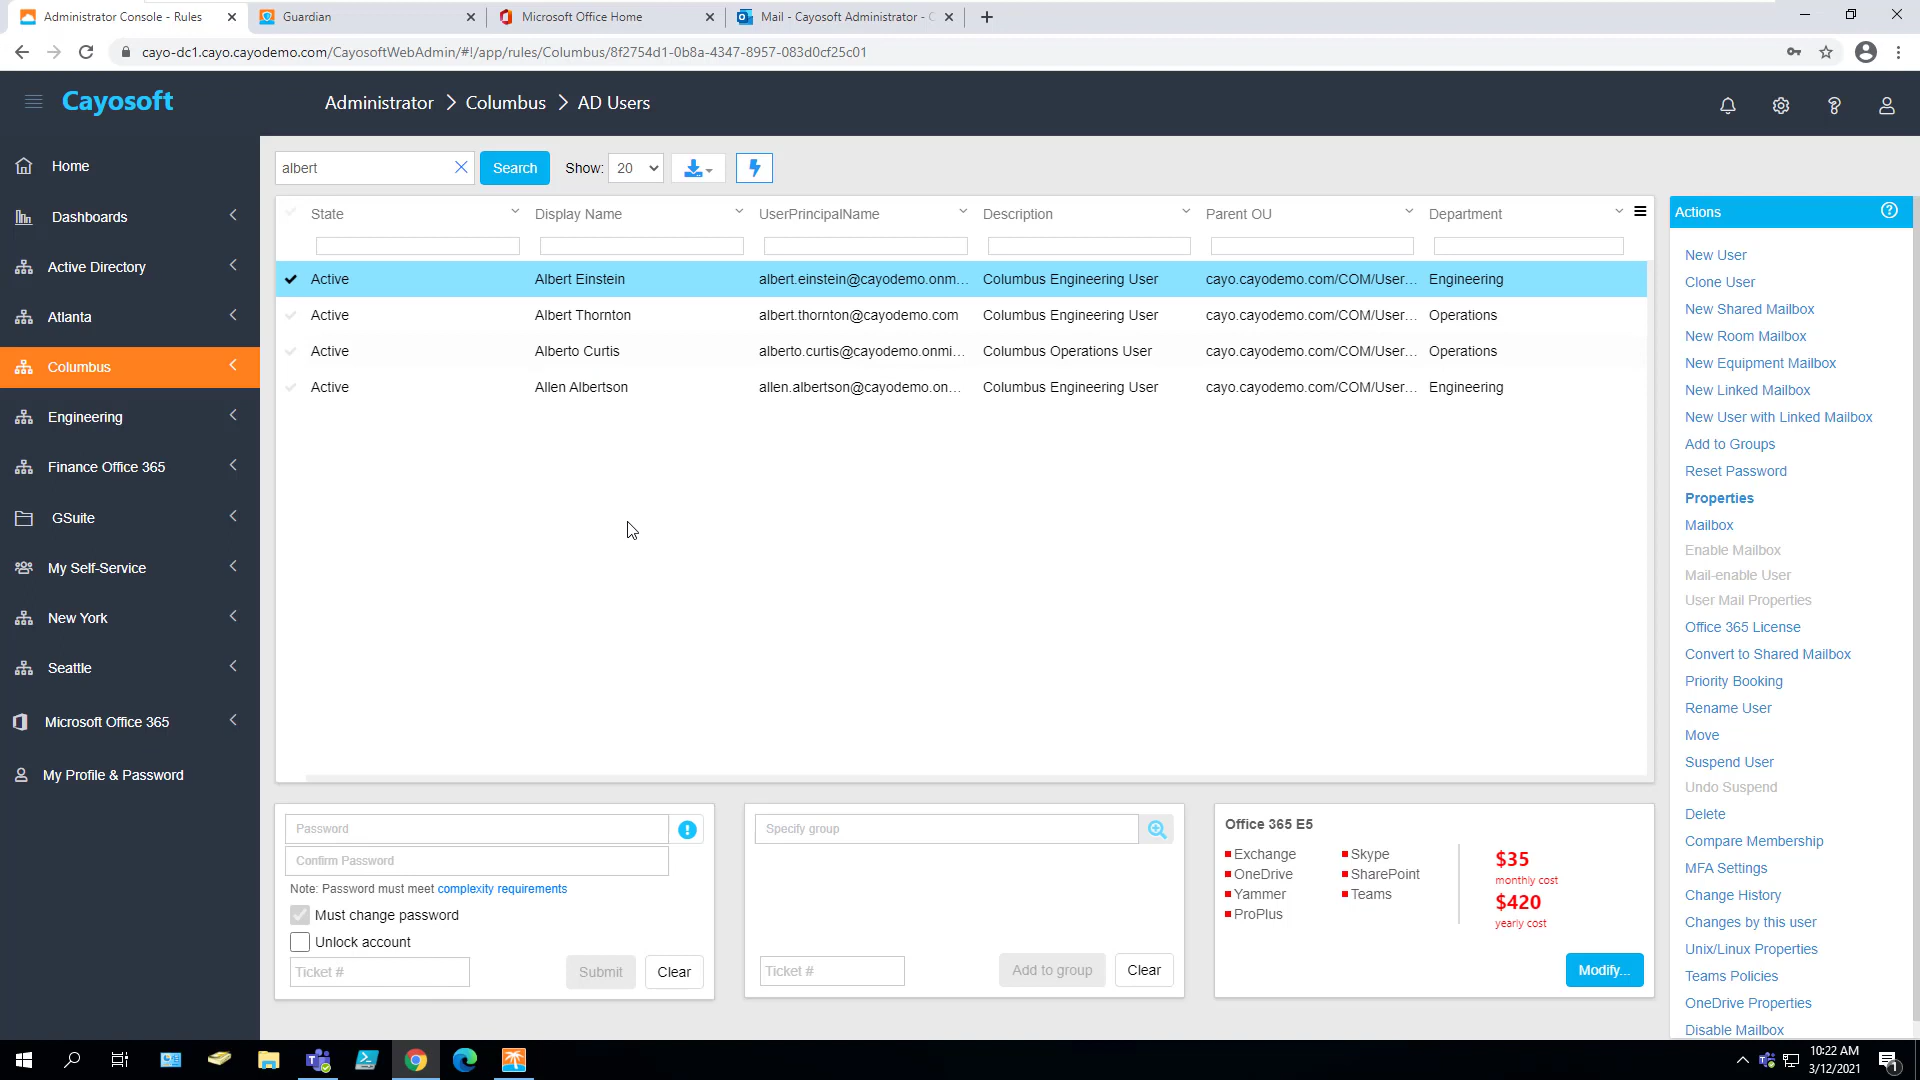 Administrator Console - Rules
Guardian
Microsoft Office Home
Mail - Cayosoft Administrator - C
cayo-dc1.cayo.cayodemo.com/CayosoftWebAdmin/#!/app/rules/Columbus/8f2754d1-0b8a-4347-8957-083d0cf25c01
Cayosoft
Administrator > Columbus > AD Users
Home
Dashboards
Active Directory
Atlanta
Columbus
Engineering
Finance Office 365
GSuite
My Self-Service
New York
Seattle
Microsoft Office 365
My Profile & Password
albert
Search
Show: 20
State Display Name UserPrincipalName Description Parent OU Department
Active Albert Einstein albert.einstein@cayodemo.onm... Columbus Engineering User cayo.cayodemo.com/COM/User... Engineering
Active Albert Thornton albert.thornton@cayodemo.com Columbus Engineering User cayo.cayodemo.com/COM/User... Operations
Active Alberto Curtis alberto.curtis@cayodemo.onmi... Columbus Operations User cayo.cayodemo.com/COM/User... Operations
Active Allen Albertson allen.albertson@cayodemo.on... Columbus Engineering User cayo.cayodemo.com/COM/User... Engineering
Password
Confirm Password
Note: Password must meet complexity requirements
Must change password
Unlock account
Ticket #
Submit
Clear
Specify group
Ticket #
Add to group
Clear
Office 365 E5
Exchange
OneDrive
Yammer
ProPlus
Skype
SharePoint
Teams
$35
monthly cost
$420
yearly cost
Modify...
Actions
New User
Clone User
New Shared Mailbox
New Room Mailbox
New Equipment Mailbox
New Linked Mailbox
New User with Linked Mailbox
Add to Groups
Reset Password
Properties
Mailbox
Enable Mailbox
Mail-enable User
User Mail Properties
Office 365 License
Convert to Shared Mailbox
Priority Booking
Rename User
Move
Suspend User
Undo Suspend
Delete
Compare Membership
MFA Settings
Change History
Changes by this user
Unix/Linux Properties
Teams Policies
OneDrive Properties
Disable Mailbox
10:22 AM
3/12/2021
1